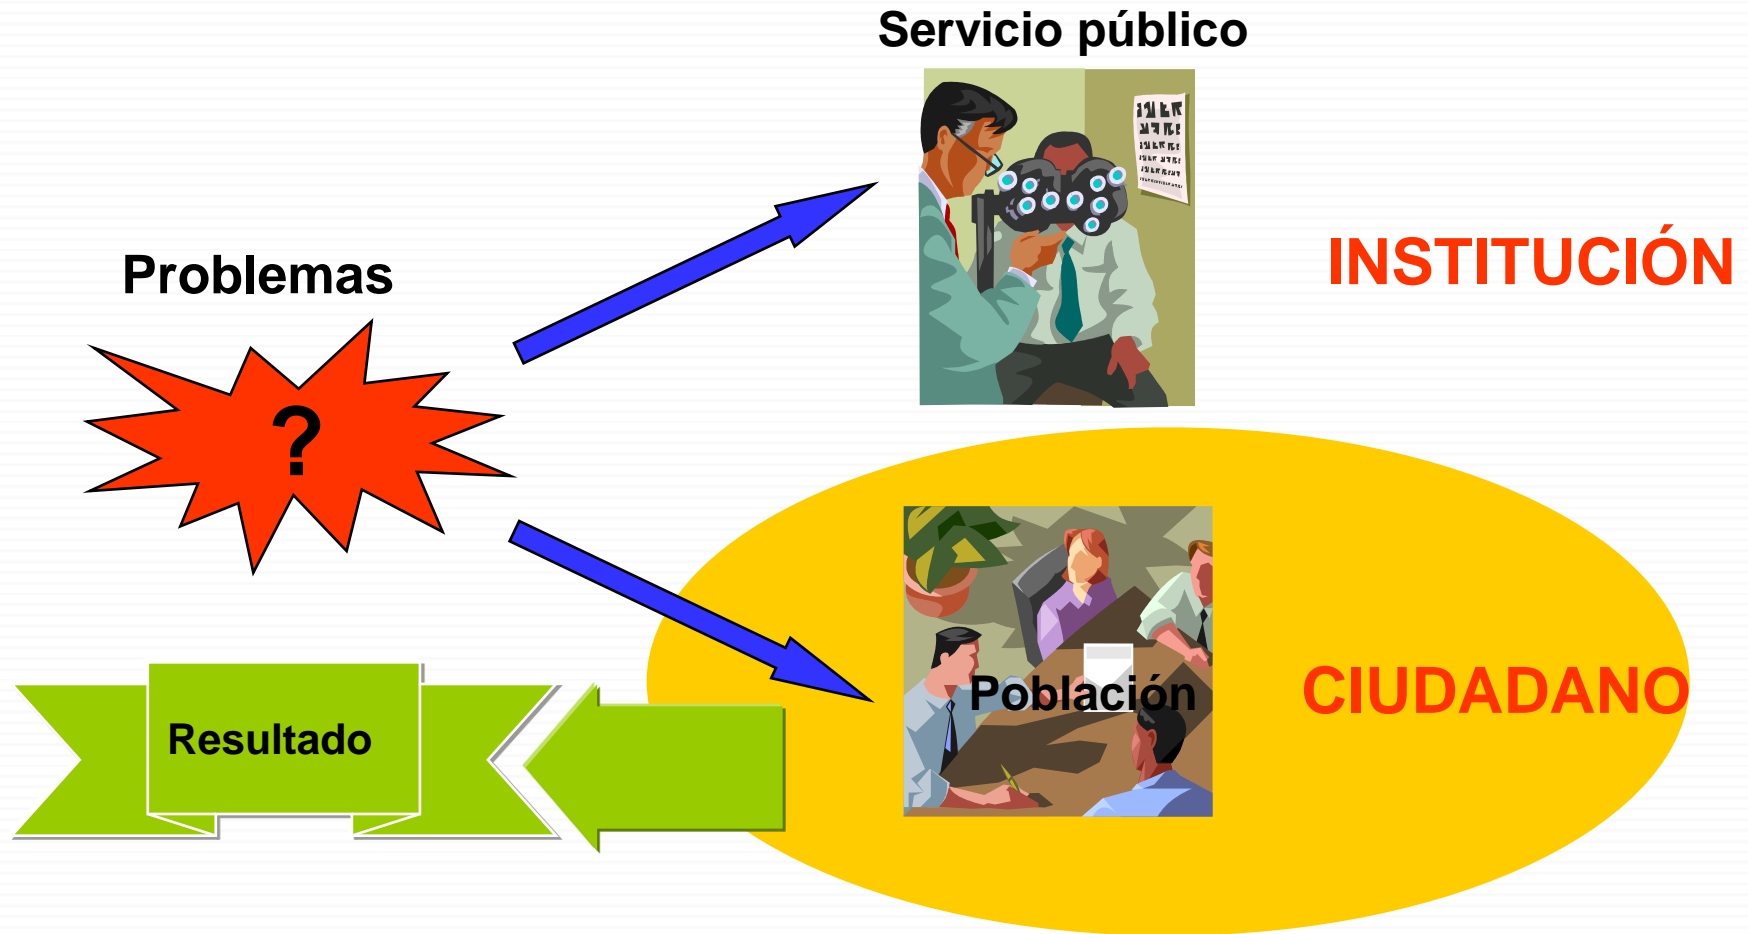 Servicio público
INSTITUCIÓN
Problemas
?
Población
CIUDADANO
Resultado